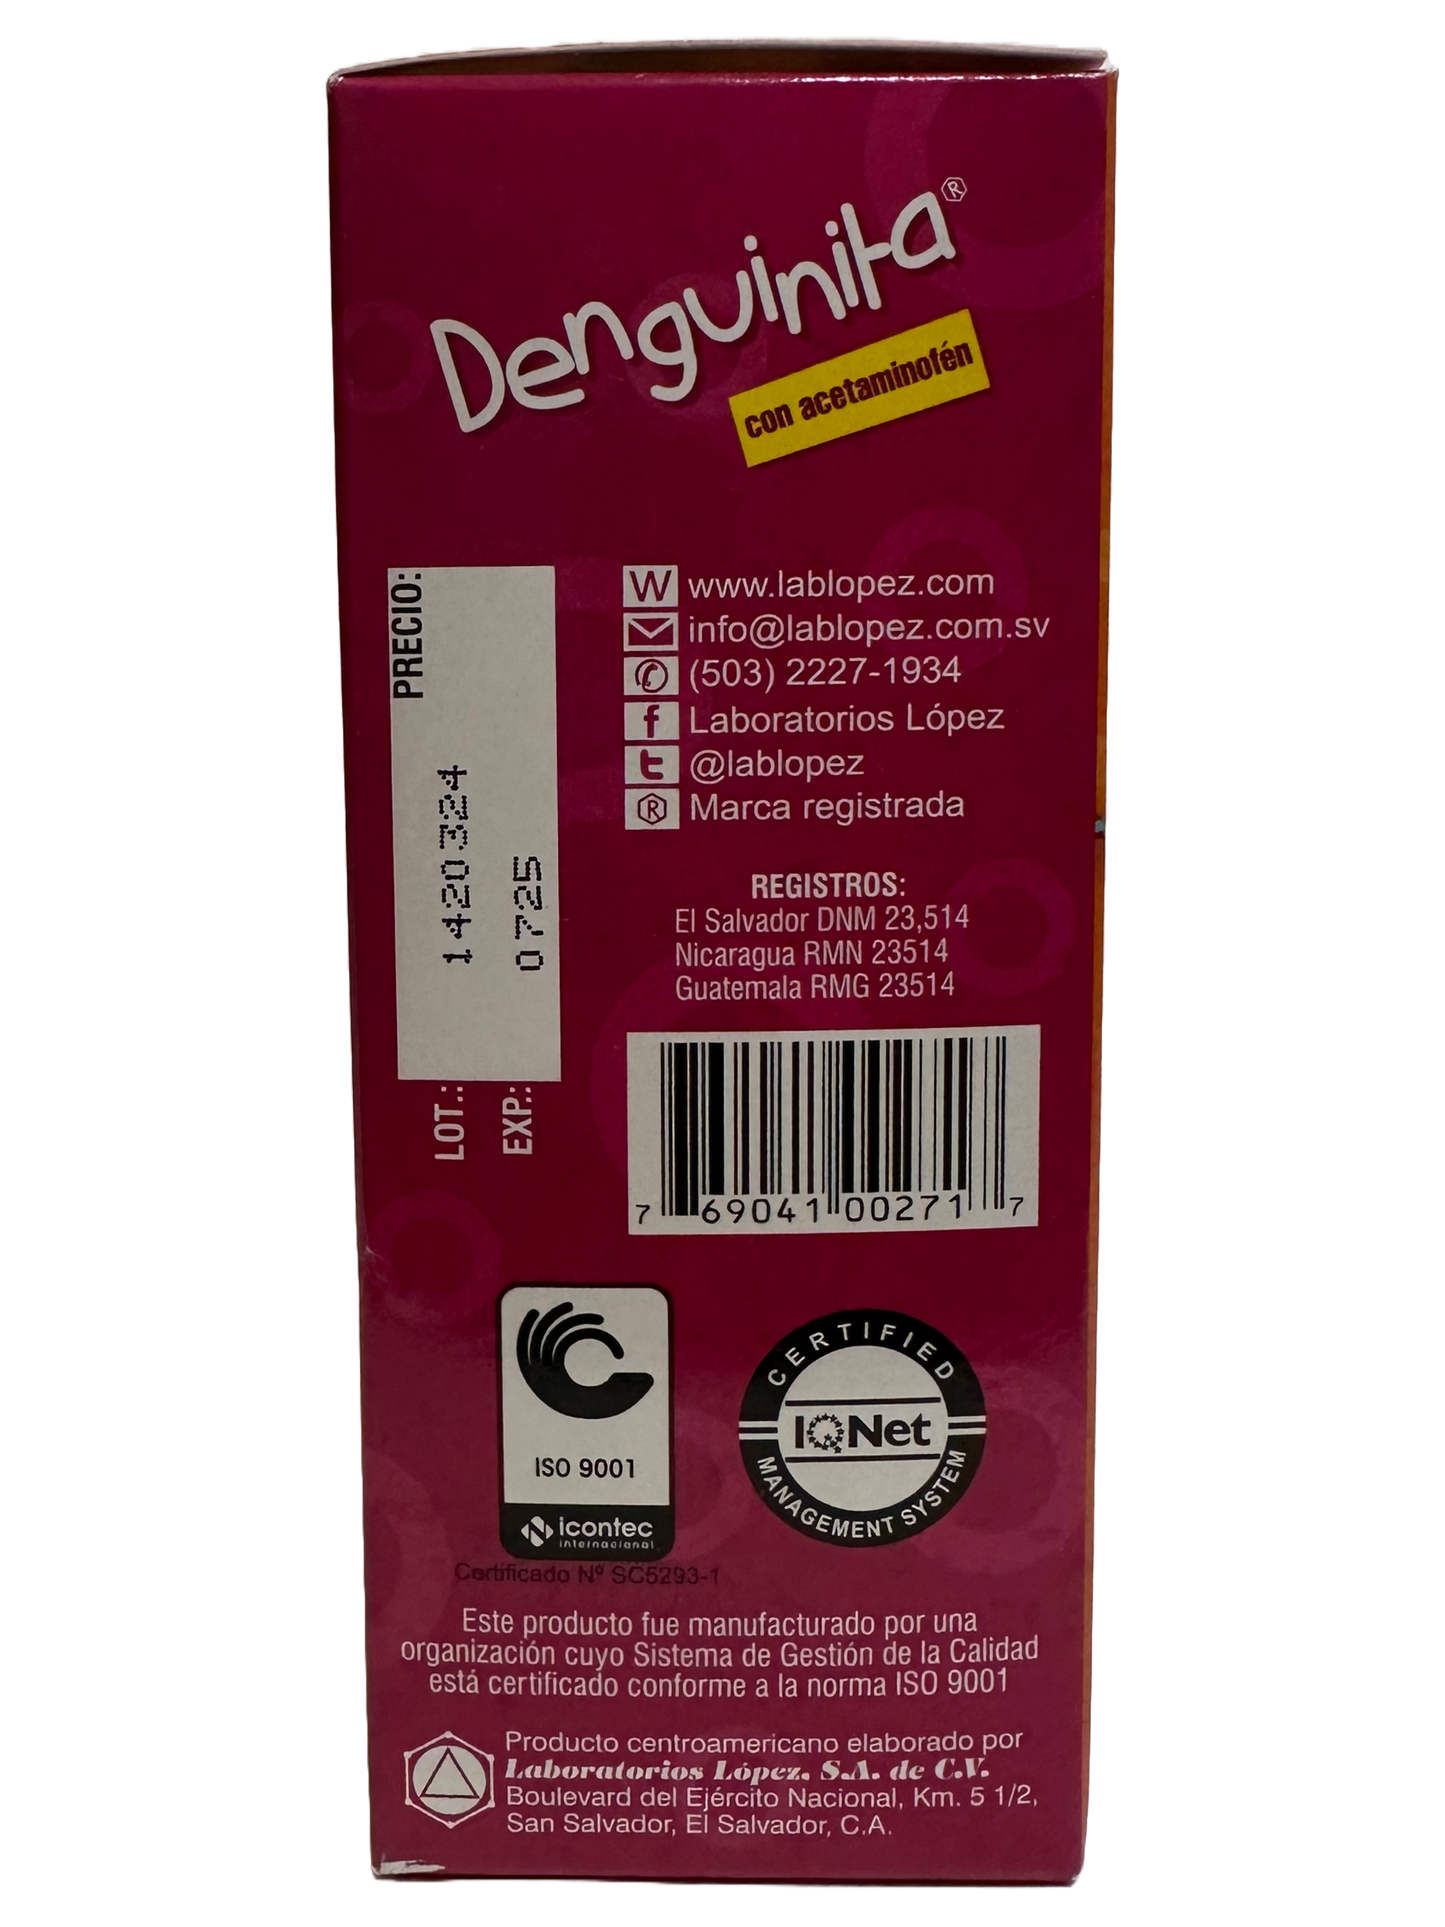 Denguinita®
con acetaminofén
PRECIO:
LOT.: 1420324
EXP.: 0725
W www.lablopez.com
info@lablopez.com.sv
(503) 2227-1934
f Laboratorios López
t @lablopez
® Marca registrada
REGISTROS:
El Salvador DNM 23,514
Nicaragua RMN 23514
Guatemala RMG 23514
7 69041 00271 7
ISO 9001
icontec
internacional
CERTIFIED
IQNet
MANAGEMENT SYSTEM
Certificado Nº SC5293-1
Este producto fue manufacturado por una
organización cuyo Sistema de Gestión de la Calidad
está certificado conforme a la norma ISO 9001
Producto centroamericano elaborado por
Laboratorios López, S.A. de C.V.
Boulevard del Ejército Nacional, Km. 5 1/2,
San Salvador, El Salvador, C.A.